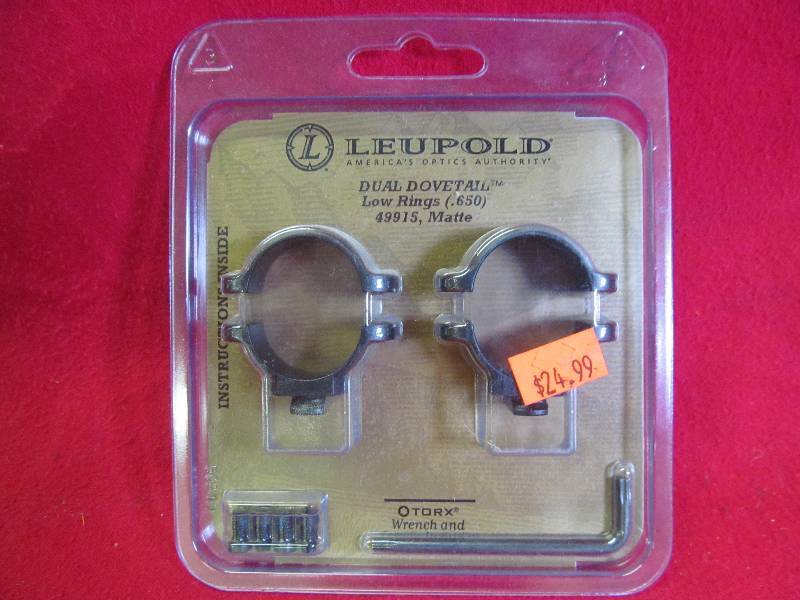 L
LEUPOLD®
AMERICA'S OPTICS AUTHORITY®
DUAL DOVETAIL™
Low Rings (.650)
49915, Matte
INSTRUCTIONS INSIDE
$24.99
TORX®
Wrench and